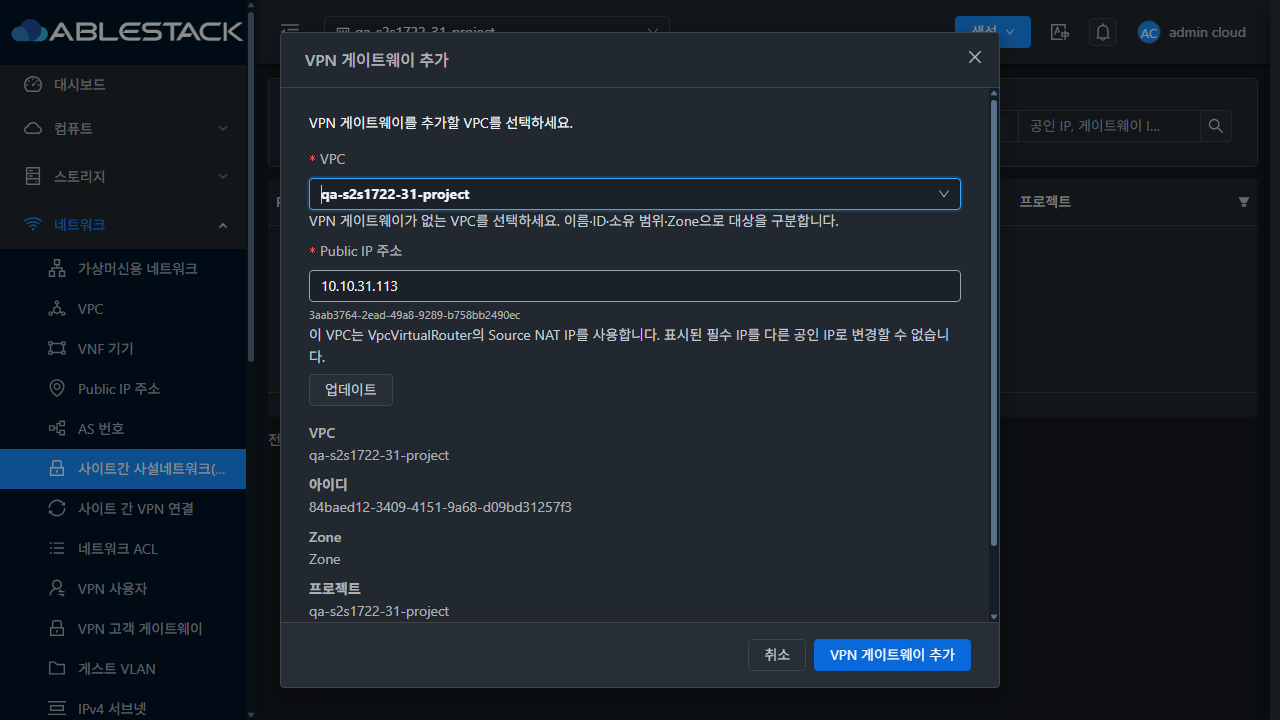 ABLESTACK
qa-s2s1722-31-project
생성
AC
admin cloud
대시보드
컴퓨트
스토리지
네트워크
가상머신용 네트워크
VPC
VNF 기기
Public IP 주소
AS 번호
사이트간 사설네트워크(...
사이트 간 VPN 연결
네트워크 ACL
VPN 사용자
VPN 고객 게이트웨이
게스트 VLAN
IPv4 서브넷
공인 IP, 게이트웨이 I...
프로젝트
VPN 게이트웨이 추가
VPN 게이트웨이를 추가할 VPC를 선택하세요.
* VPC
qa-s2s1722-31-project
VPN 게이트웨이가 없는 VPC를 선택하세요. 이름·ID·소유 범위·Zone으로 대상을 구분합니다.
* Public IP 주소
10.10.31.113
3aab3764-2ead-49a8-9289-b758bb2490ec
이 VPC는 VpcVirtualRouter의 Source NAT IP를 사용합니다. 표시된 필수 IP를 다른 공인 IP로 변경할 수 없습니
다.
업데이트
VPC
qa-s2s1722-31-project
아이디
84baed12-3409-4151-9a68-d09bd31257f3
Zone
Zone
프로젝트
qa-s2s1722-31-project
취소
VPN 게이트웨이 추가